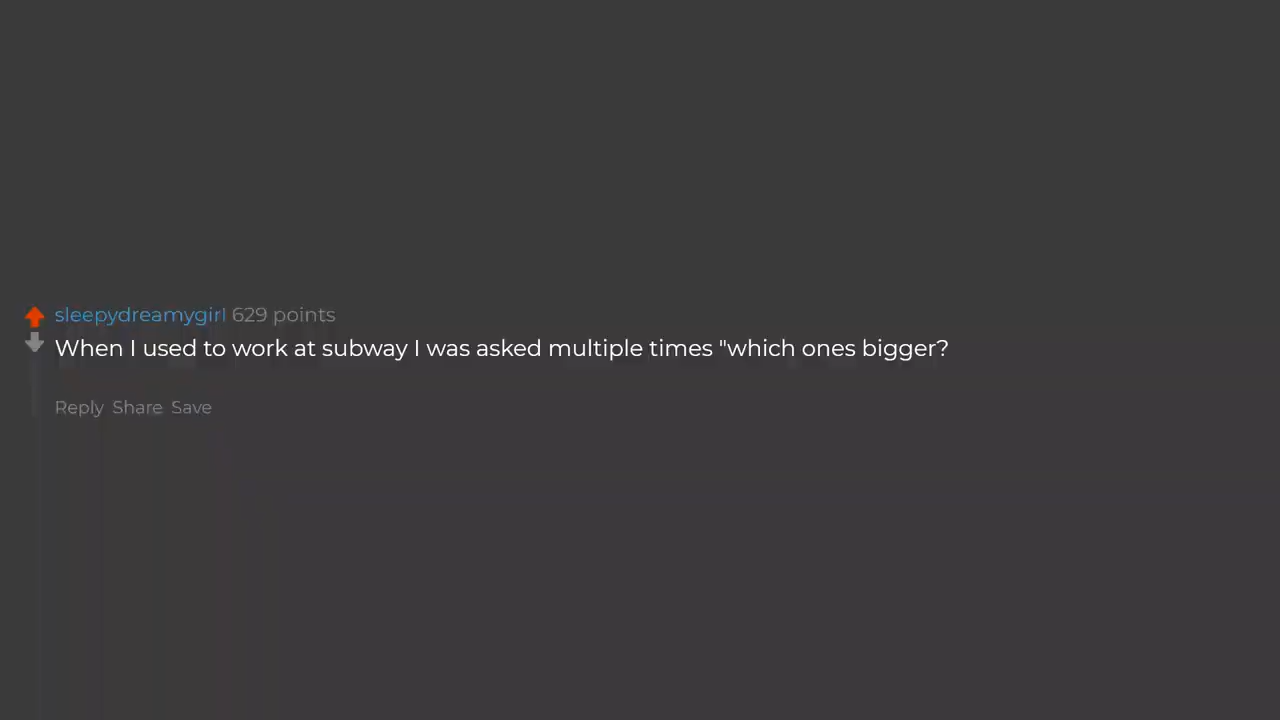 sleepydreamygirl 629 points
When I used to work at subway I was asked multiple times "which ones bigger?
Reply Share Save